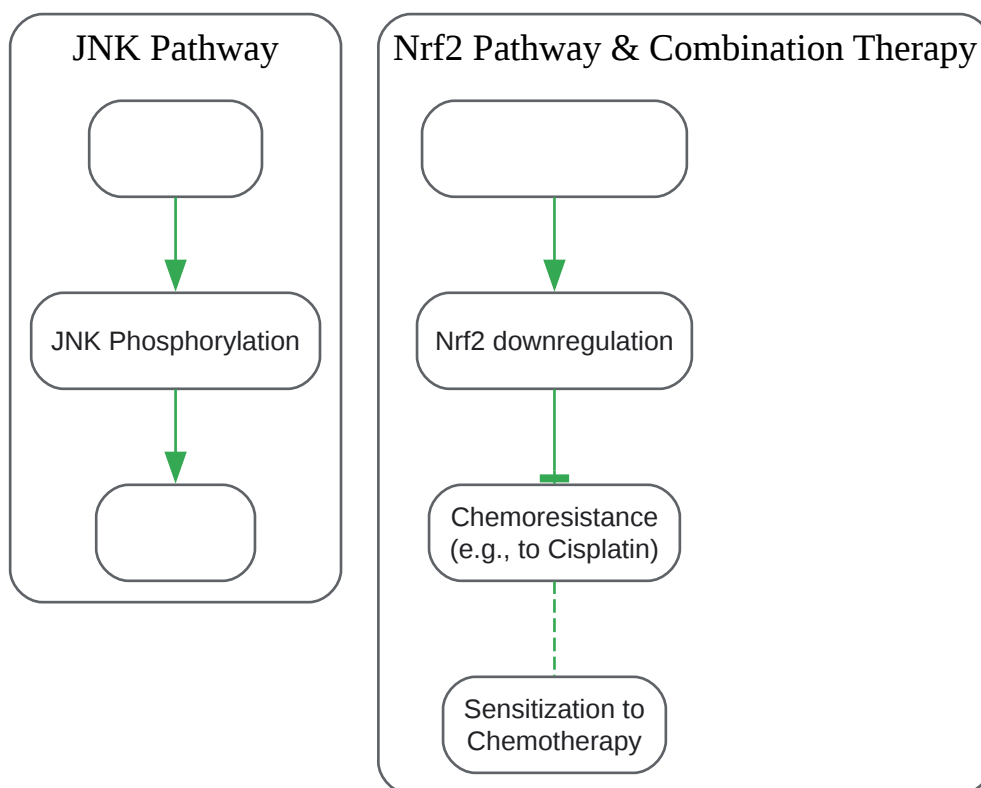 JNK Pathway
Nrf2 Pathway & Combination Therapy
JNK Phosphorylation
Nrf2 downregulation
Chemoresistance
(e.g., to Cisplatin)
Sensitization to
Chemotherapy